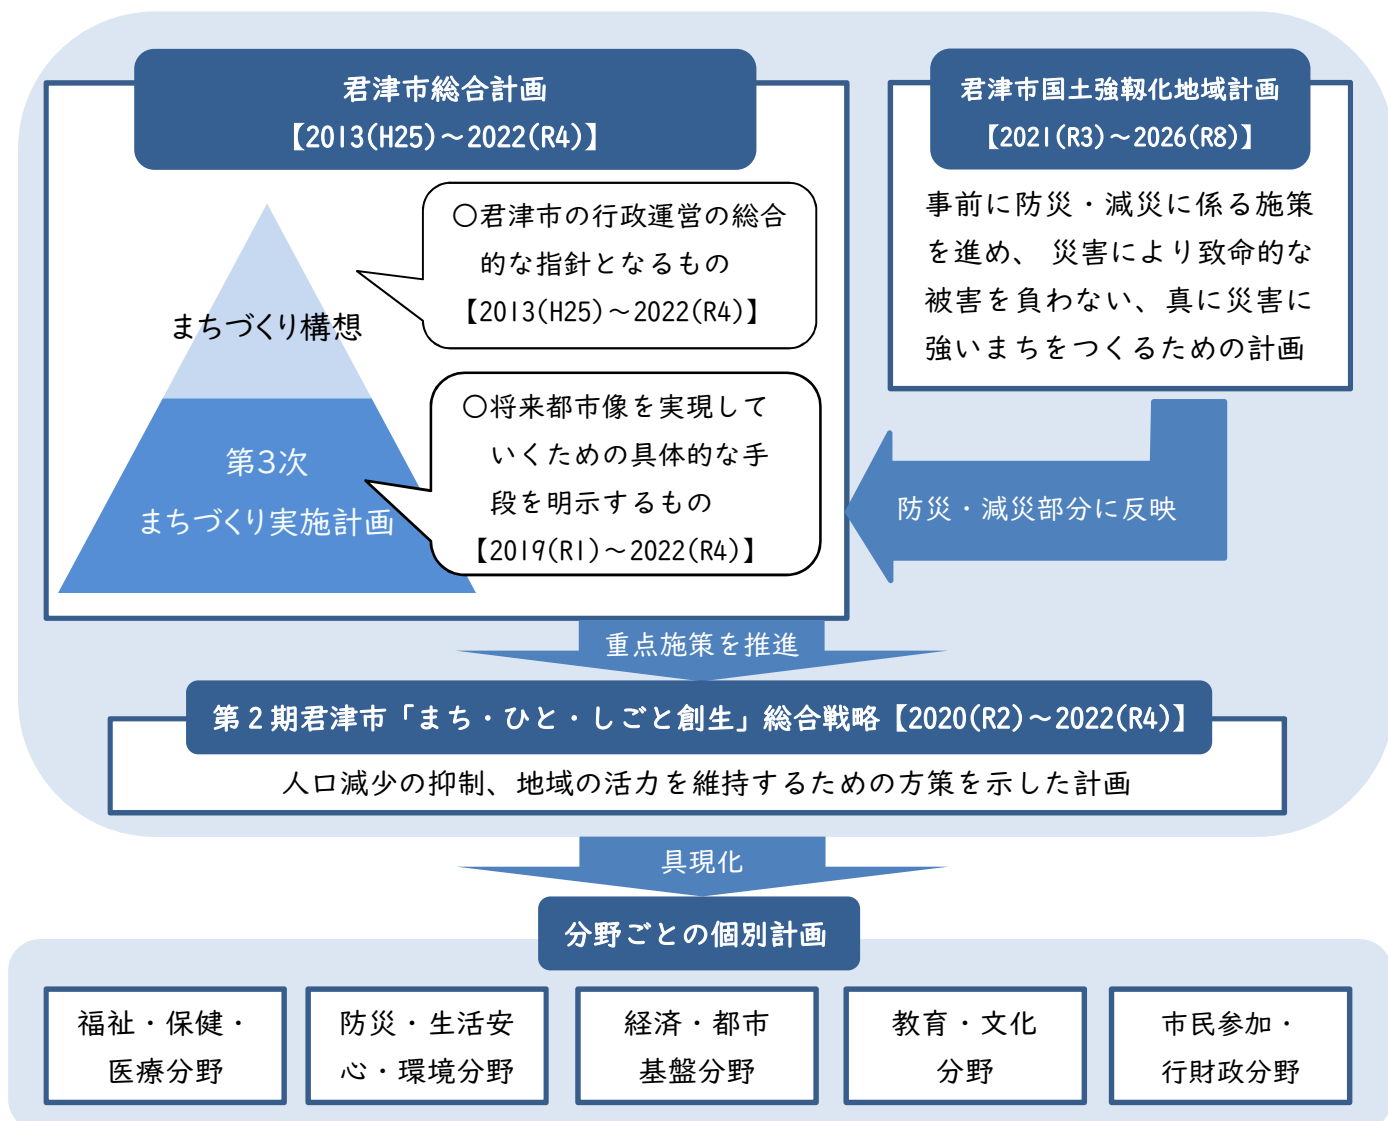 君津市総合計画
【2013(H25)～2022(R4)】
まちづくり構想
〇君津市の行政運営の総合
的な指針となるもの
【2013(H25)～2022(R4)】
第3次
まちづくり実施計画
〇将来都市像を実現して
いくための具体的な手
段を明示するもの
【2019(R1)～2022(R4)】
君津市国土強靱化地域計画
【2021(R3)～2026(R8)】
事前に防災・減災に係る施策
を進め、 災害により致命的な
被害を負わない、真に災害に
強いまちをつくるための計画
防災・減災部分に反映
重点施策を推進
第2期君津市「まち・ひと・しごと創生」総合戦略【2020(R2)～2022(R4)】
人口減少の抑制、地域の活力を維持するための方策を示した計画
具現化
分野ごとの個別計画
福祉・保健・
医療分野
防災・生活安
心・環境分野
経済・都市
基盤分野
教育・文化
分野
市民参加・
行財政分野